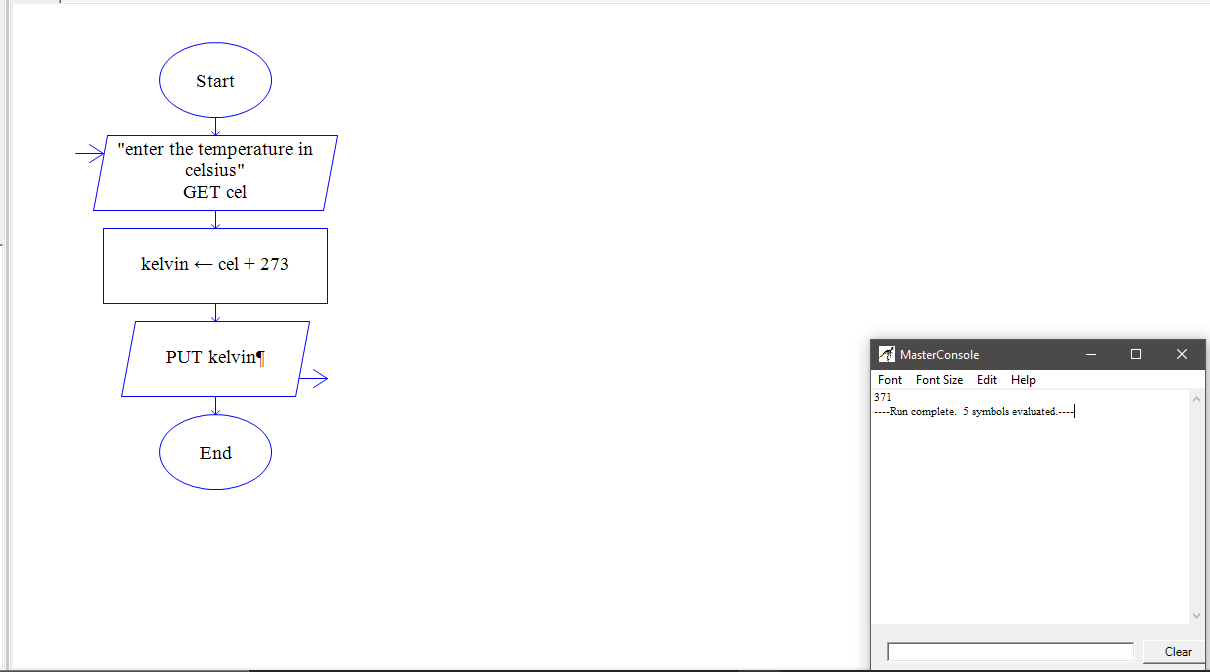 Start
"enter the temperature in
celsius"
GET cel
kelvin ← cel + 273
PUT kelvin¶
End
MasterConsole
Font Font Size Edit Help
371
----Run complete.  5 symbols evaluated.----
Clear